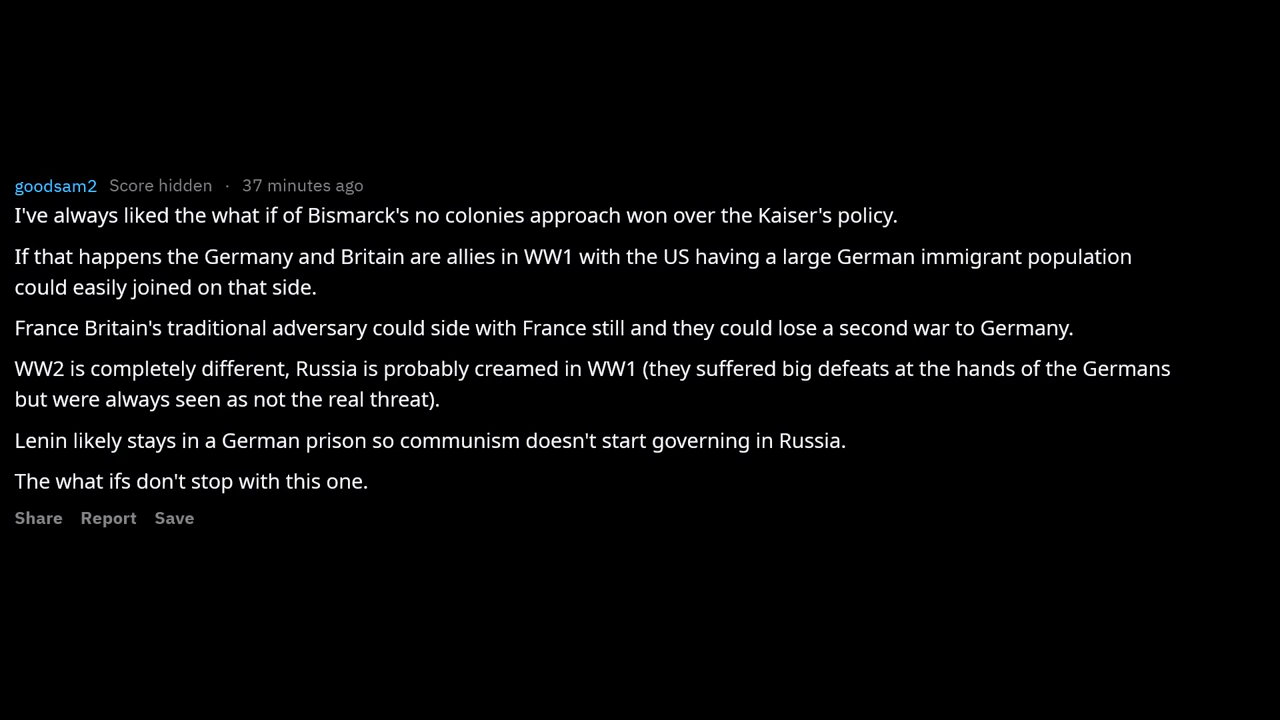 goodsam2 Score hidden · 37 minutes ago
I've always liked the what if of Bismarck's no colonies approach won over the Kaiser's policy.
If that happens the Germany and Britain are allies in WW1 with the US having a large German immigrant population
could easily joined on that side.
France Britain's traditional adversary could side with France still and they could lose a second war to Germany.
WW2 is completely different, Russia is probably creamed in WW1 (they suffered big defeats at the hands of the Germans
but were always seen as not the real threat).
Lenin likely stays in a German prison so communism doesn't start governing in Russia.
The what ifs don't stop with this one.
Share Report Save